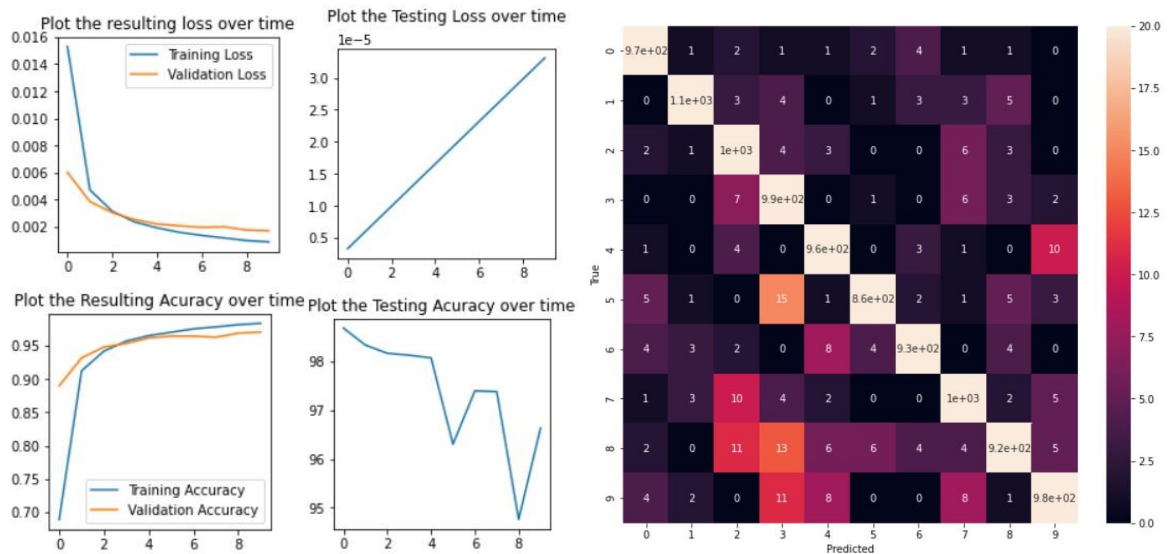 Plot the resulting loss over time
0.016
0.014
0.012
0.010
0.008
0.006
0.004
0.002
Training Loss
Validation Loss
0 2 4 6 8
Plot the Testing Loss over time
1e−5
3.0
2.5
2.0
1.5
1.0
0.5
0 2 4 6 8
Plot the Resulting Acuracy over time
0.95
0.90
0.85
0.80
0.75
0.70
Training Accuracy
Validation Accuracy
0 2 4 6 8
Plot the Testing Acuracy over time
98
97
96
95
0 2 4 6 8
True
0 9.7e+02 1 2 1 1 2 4 1 1 0
1 0 1.1e+03 3 4 0 1 3 3 5 0
2 2 1 1e+03 4 3 0 0 6 3 0
3 0 0 7 9.9e+02 0 1 0 6 3 2
4 1 0 4 0 9.6e+02 0 3 1 0 10
5 5 1 0 15 1 8.6e+02 2 1 5 3
6 4 3 2 0 8 4 9.3e+02 0 4 0
7 1 3 10 4 2 0 0 1e+03 2 5
8 2 0 11 13 6 6 4 4 9.2e+02 5
9 4 2 0 11 8 0 0 8 1 9.8e+02
0 1 2 3 4 5 6 7 8 9
Predicted
20.0
17.5
15.0
12.5
10.0
7.5
5.0
2.5
0.0